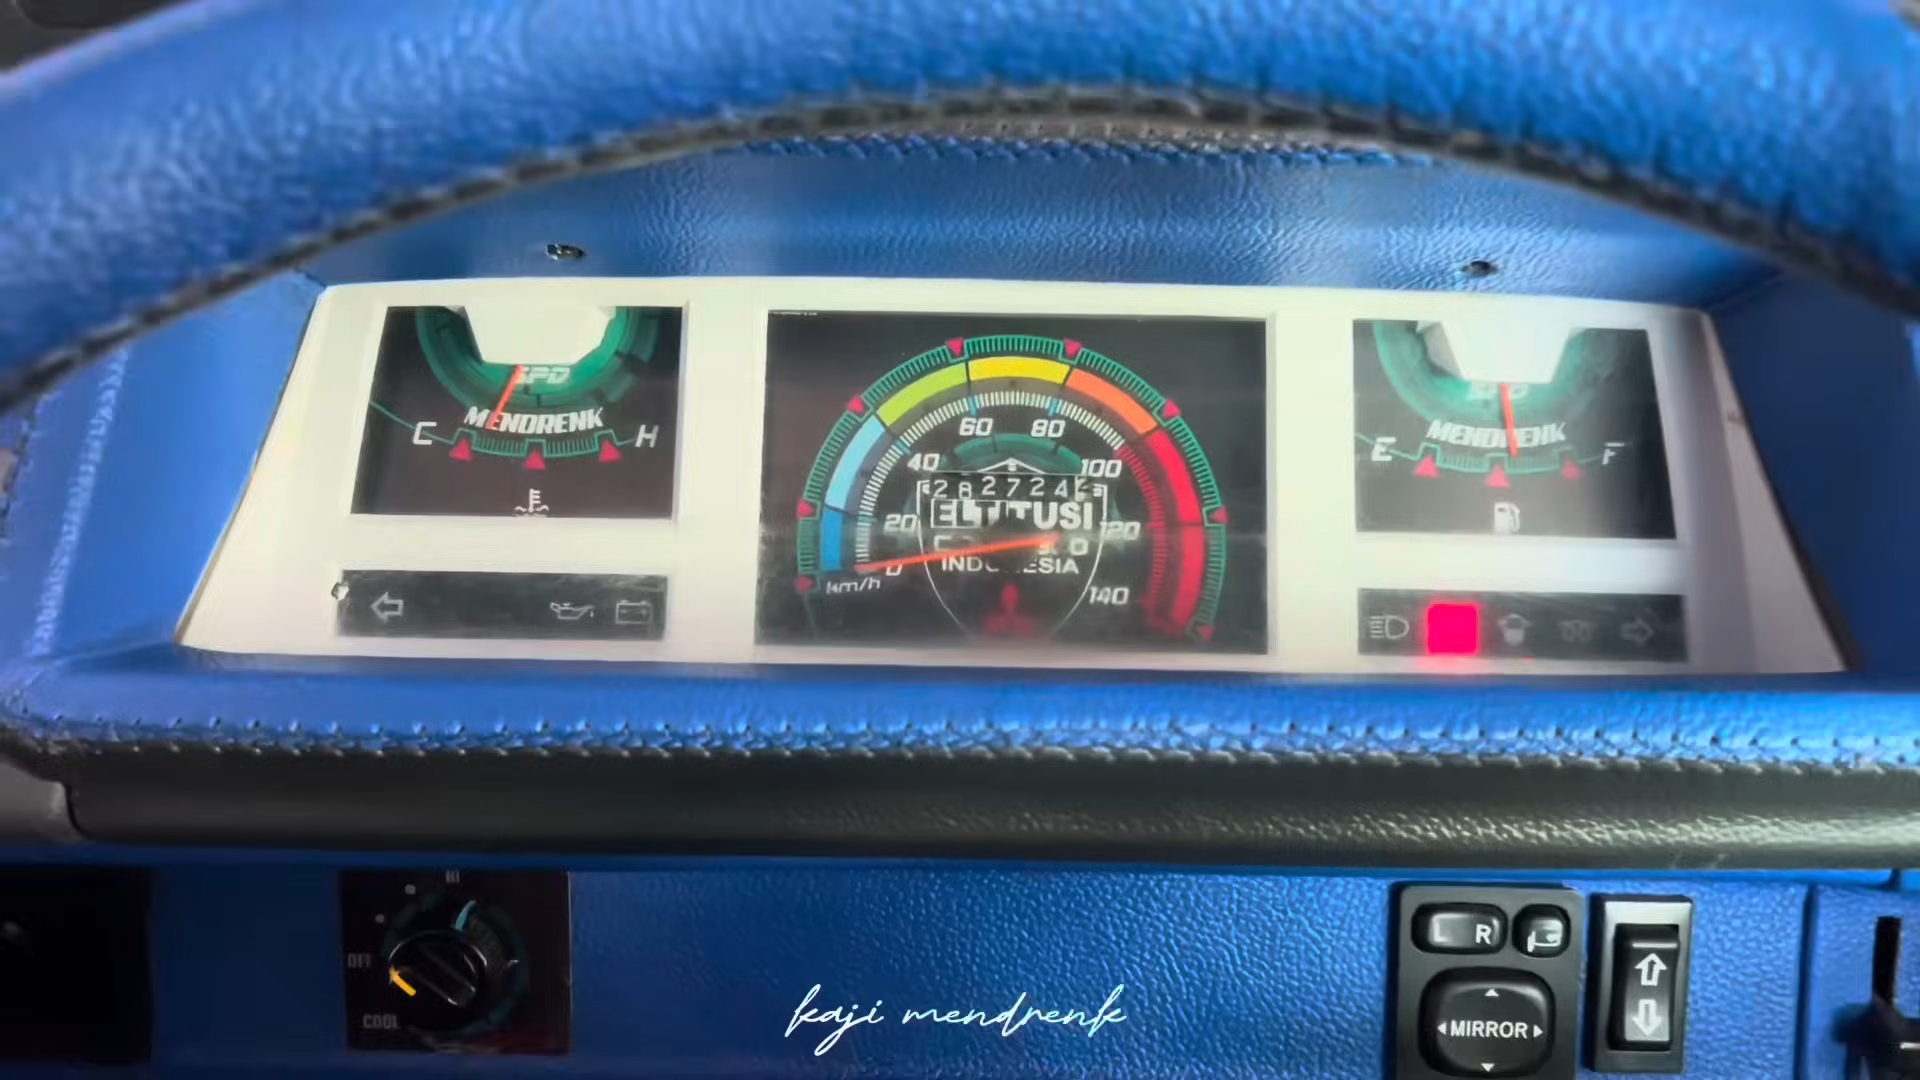 SPD
MENDRENK
C
H
60
80
40
100
282724
ELTITUSI
20
120
INDONESIA
0
km/h
140
MENDRENK
E
F
HI
OFF
COOL
L
R
MIRROR
kaji mendrenk